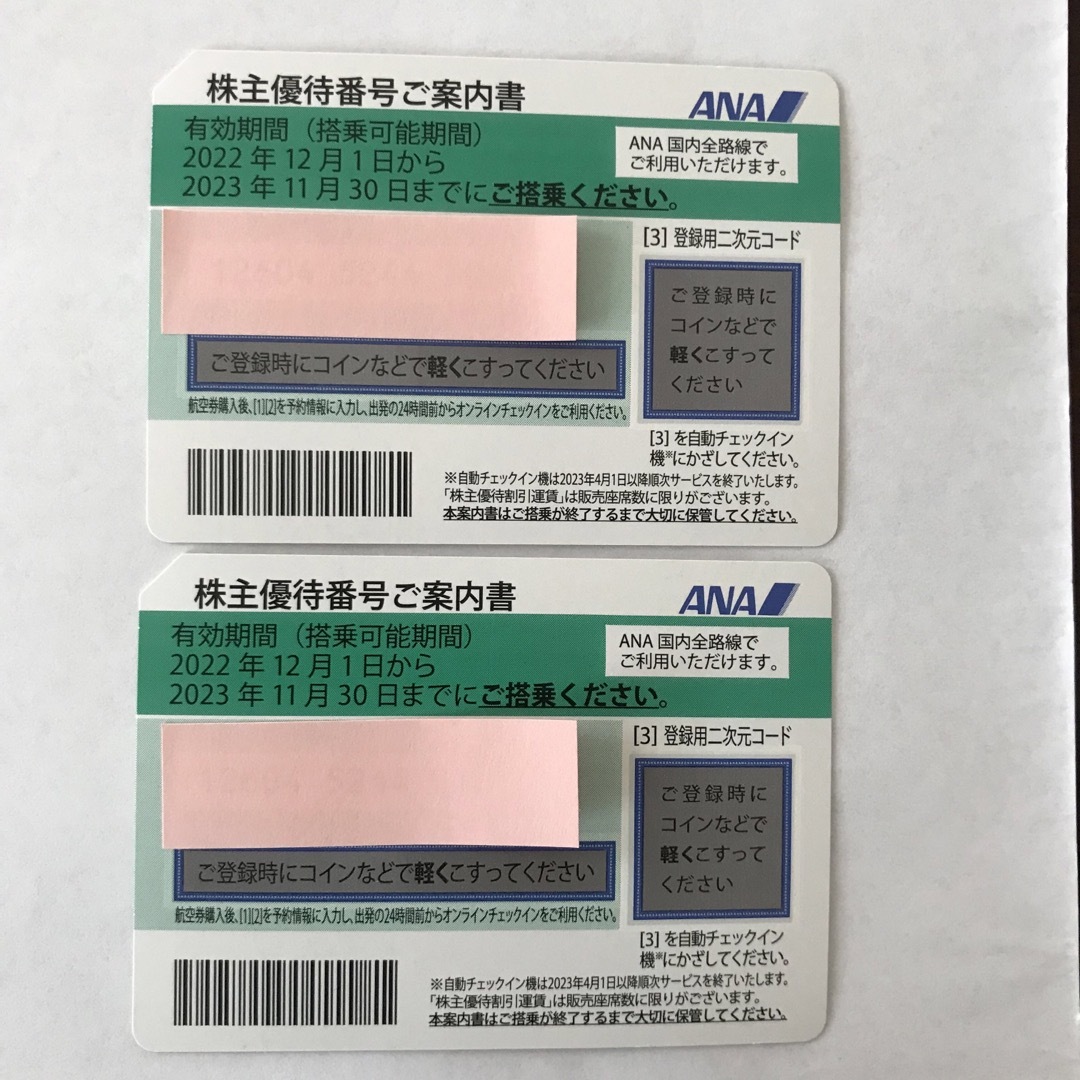 株主優待番号ご案内書
ANA
有効期間（搭乗可能期間）
2022 年 12 月 1 日から
2023 年 11 月 30 日までにご搭乗ください。
ANA 国内全路線で
ご利用いただけます。
[3] 登録用二次元コード
ご登録時に
コインなどで
軽くこすって
ください
ご登録時にコインなどで軽くこすってください
航空券購入後、[1][2]を予約情報に入力し、出発の24時間前からオンラインチェックインをご利用ください。
[3] を自動チェックイン
機※にかざしてください。
※自動チェックイン機は2023年4月1日以降順次サービスを終了いたします。
「株主優待割引運賃」は販売座席数に限りがございます。
本案内書はご搭乗が終了するまで大切に保管してください。
株主優待番号ご案内書
ANA
有効期間（搭乗可能期間）
2022 年 12 月 1 日から
2023 年 11 月 30 日までにご搭乗ください。
ANA 国内全路線で
ご利用いただけます。
[3] 登録用二次元コード
ご登録時に
コインなどで
軽くこすって
ください
ご登録時にコインなどで軽くこすってください
航空券購入後、[1][2]を予約情報に入力し、出発の24時間前からオンラインチェックインをご利用ください。
[3] を自動チェックイン
機※にかざしてください。
※自動チェックイン機は2023年4月1日以降順次サービスを終了いたします。
「株主優待割引運賃」は販売座席数に限りがございます。
本案内書はご搭乗が終了するまで大切に保管してください。